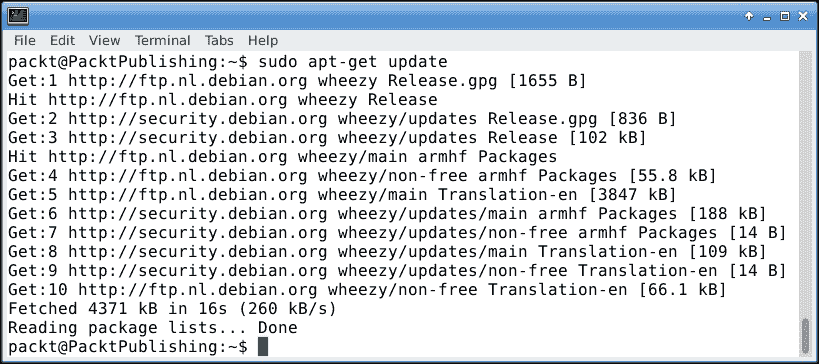 File Edit View Terminal Tabs Help
packt@PacktPublishing:~$ sudo apt-get update
Get:1 http://ftp.nl.debian.org wheezy Release.gpg [1655 B]
Hit http://ftp.nl.debian.org wheezy Release
Get:2 http://security.debian.org wheezy/updates Release.gpg [836 B]
Get:3 http://security.debian.org wheezy/updates Release [102 kB]
Hit http://ftp.nl.debian.org wheezy/main armhf Packages
Get:4 http://ftp.nl.debian.org wheezy/non-free armhf Packages [55.8 kB]
Get:5 http://ftp.nl.debian.org wheezy/main Translation-en [3847 kB]
Get:6 http://security.debian.org wheezy/updates/main armhf Packages [188 kB]
Get:7 http://security.debian.org wheezy/updates/non-free armhf Packages [14 B]
Get:8 http://security.debian.org wheezy/updates/main Translation-en [109 kB]
Get:9 http://security.debian.org wheezy/updates/non-free Translation-en [14 B]
Get:10 http://ftp.nl.debian.org wheezy/non-free Translation-en [66.1 kB]
Fetched 4371 kB in 16s (260 kB/s)
Reading package lists... Done
packt@PacktPublishing:~$